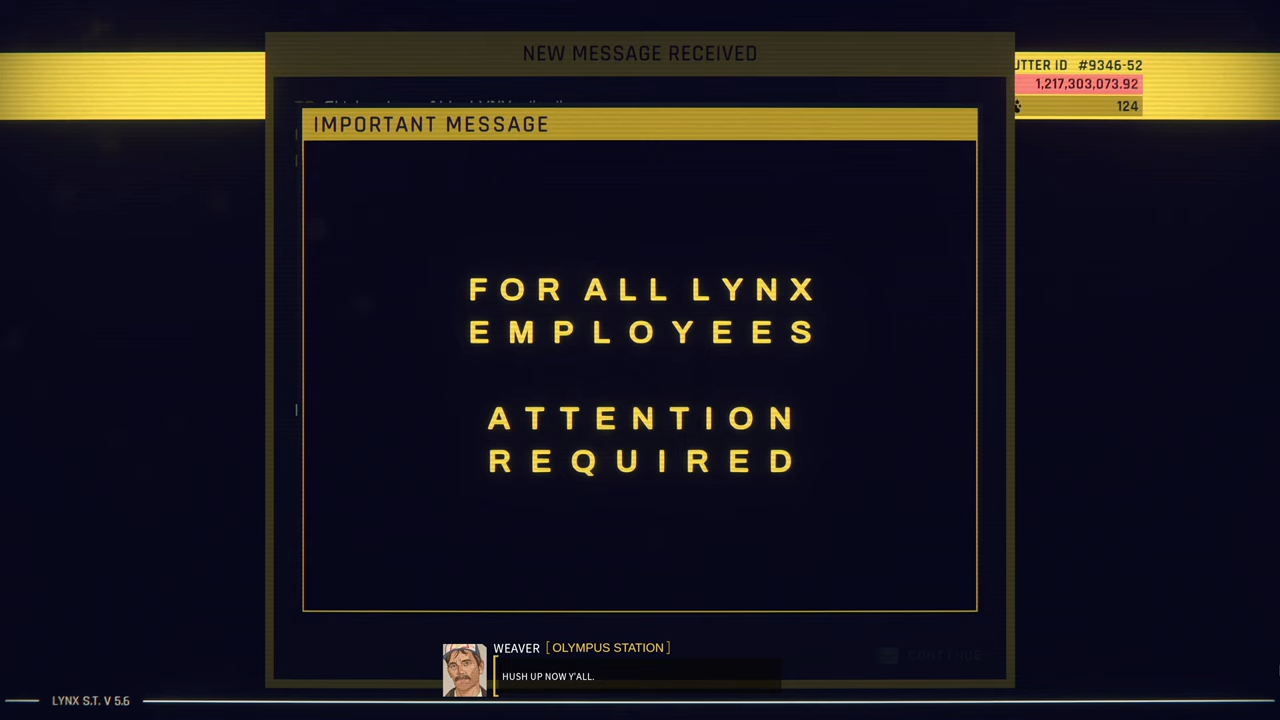 NEW MESSAGE RECEIVED
UTTER ID #9346-52
1,217,303,073.92
124
IMPORTANT MESSAGE
FOR ALL LYNX
EMPLOYEES
ATTENTION
REQUIRED
WEAVER [ OLYMPUS STATION ]
HUSH UP NOW Y'ALL.
CONTINUE
LYNX S.T. V 5.6